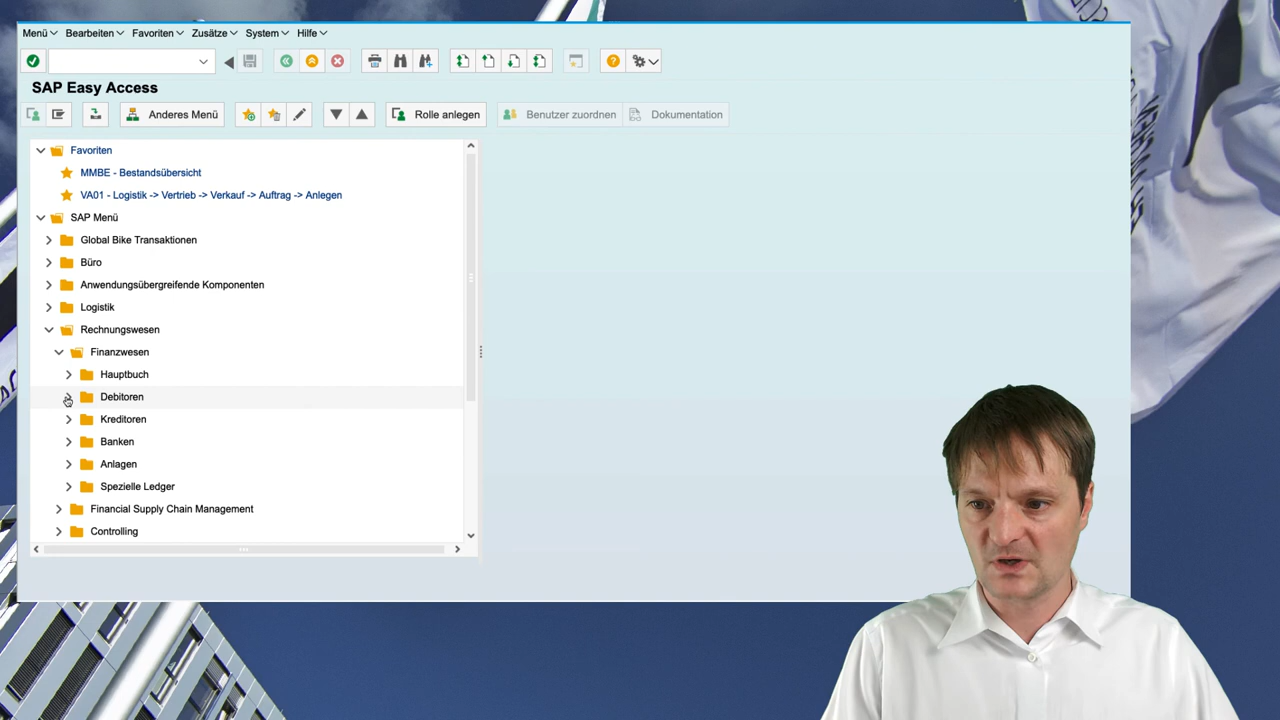 Menü Bearbeiten Favoriten Zusätze System Hilfe
SAP Easy Access
Anderes Menü Rolle anlegen Benutzer zuordnen Dokumentation
Favoriten
MMBE - Bestandsübersicht
VA01 - Logistik -> Vertrieb -> Verkauf -> Auftrag -> Anlegen
SAP Menü
Global Bike Transaktionen
Büro
Anwendungsübergreifende Komponenten
Logistik
Rechnungswesen
Finanzwesen
Hauptbuch
Debitoren
Kreditoren
Banken
Anlagen
Spezielle Ledger
Financial Supply Chain Management
Controlling